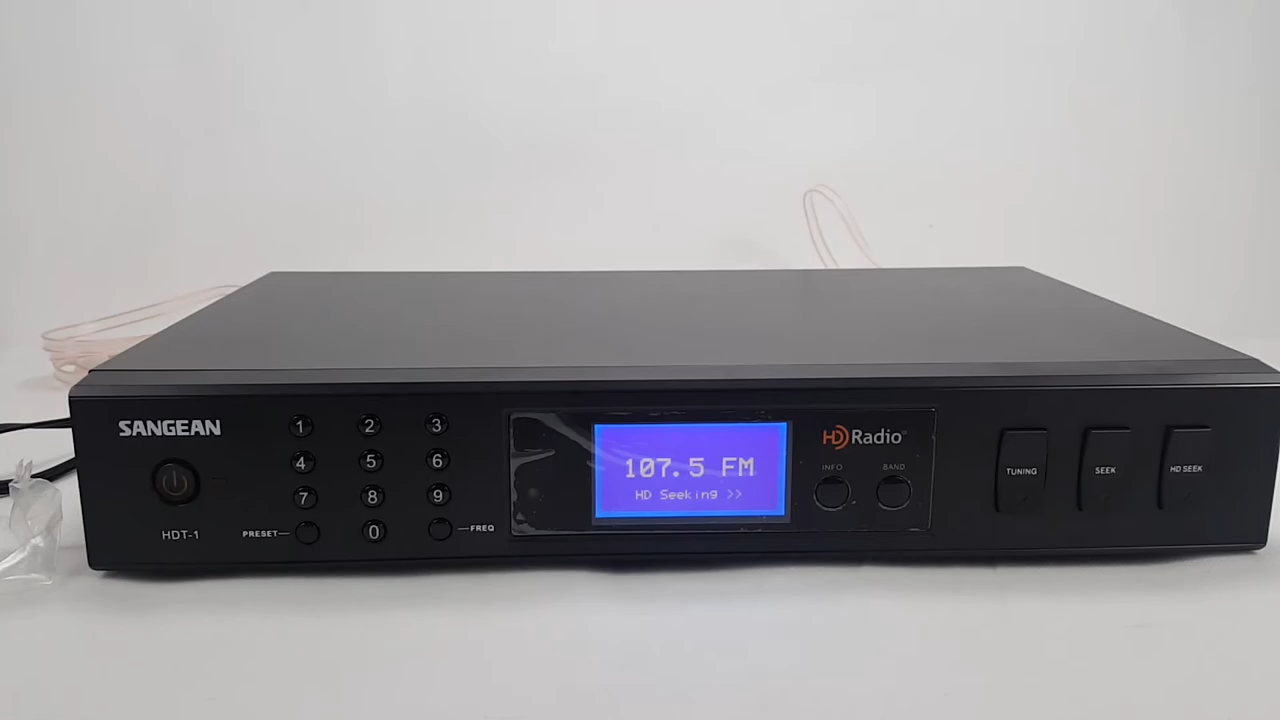 SANGEAN
HDT-1
1 2 3
4 5 6
7 8 9
PRESET 0 FREQ
107.5 FM
HD Seeking >>
HD Radio™
INFO BAND
TUNING
SEEK
HD SEEK